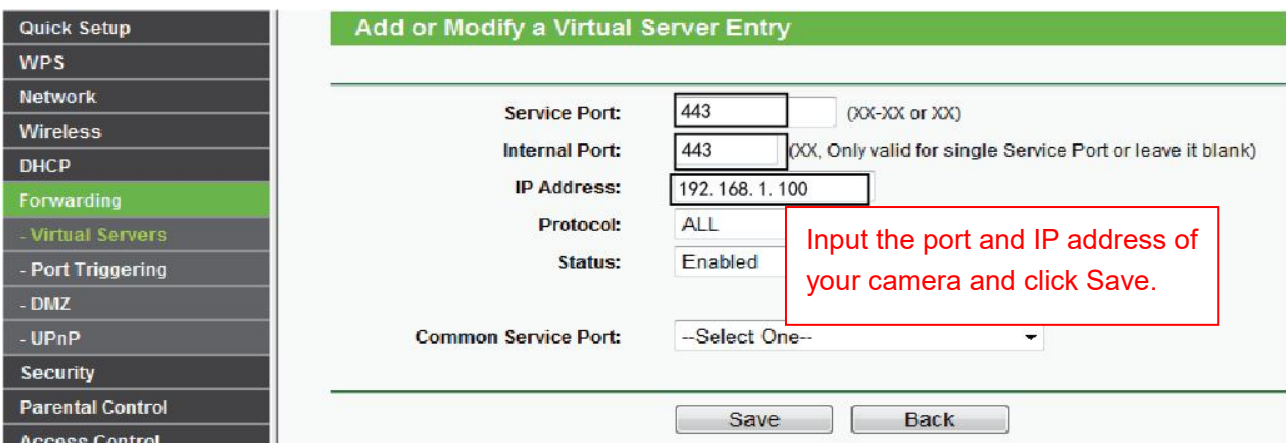 Quick Setup
WPS
Network
Wireless
DHCP
Forwarding
- Virtual Servers
- Port Triggering
- DMZ
- UPnP
Security
Parental Control
Access Control
Add or Modify a Virtual Server Entry
Service Port: 443 (XX-XX or XX)
Internal Port: 443 (XX, Only valid for single Service Port or leave it blank)
IP Address: 192. 168. 1. 100
Protocol: ALL
Status: Enabled
Input the port and IP address of
your camera and click Save.
Common Service Port: --Select One--
Save Back